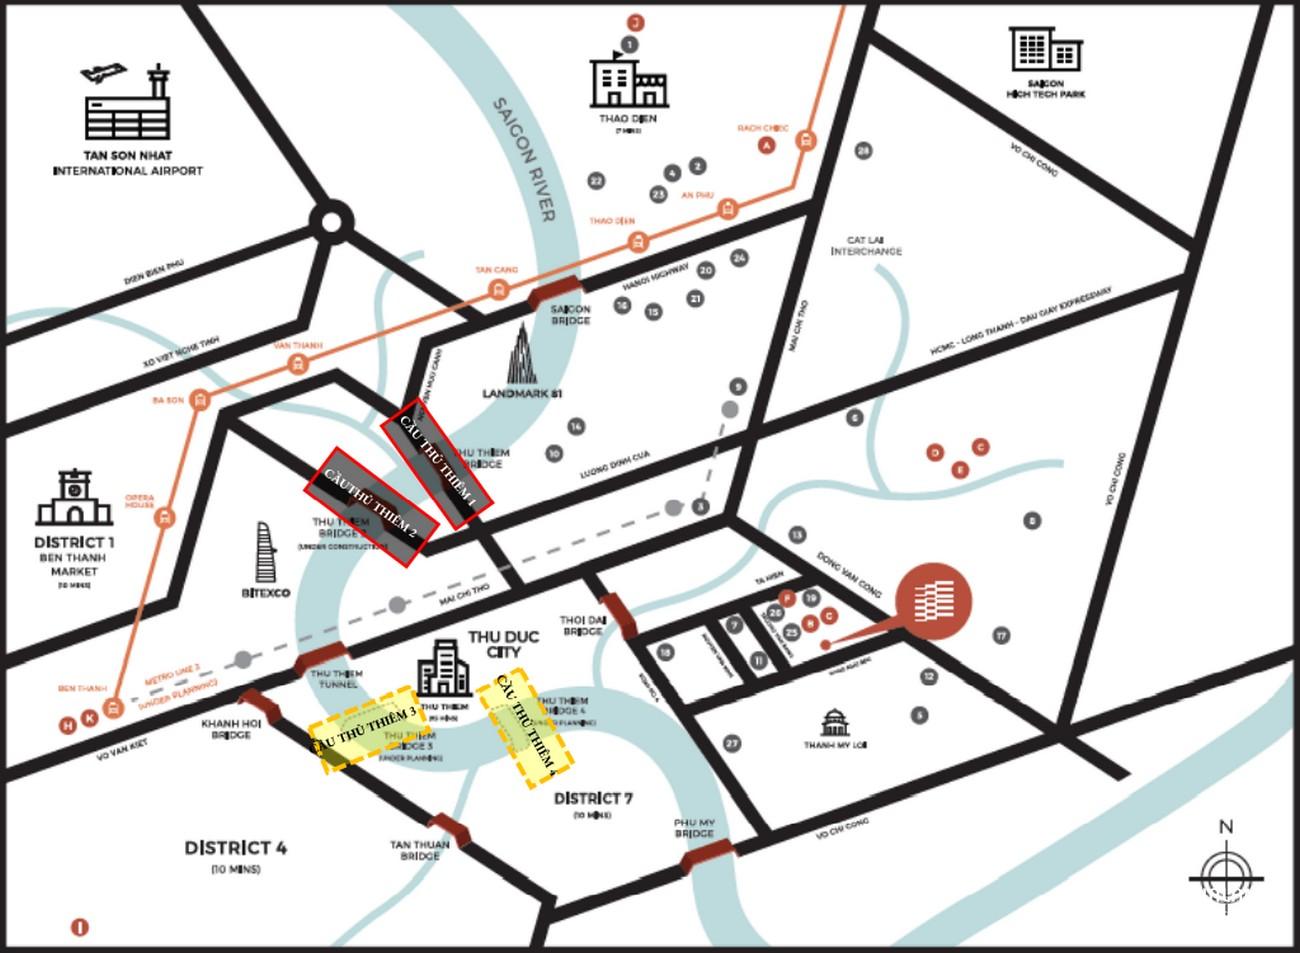 J
1
SAIGON RIVER
THAO DIEN
(7 MINS)
SAIGON
HIGH TECH PARK
TAN SON NHAT
INTERNATIONAL AIRPORT
RACH CHIEC
A
28
VO CHI CONG
22
4
2
23
AN PHU
THAO DIEN
CAT LAI
INTERCHANGE
DIEN BIEN PHU
TAN CANG
HANOI HIGHWAY
24
20
21
16
15
SAIGON
BRIDGE
MAI CHI THO
HCMC - LONG THANH - DAU GIAY EXPRESSWAY
XO VIET NGHE TINH
VAN THANH
NGUYEN HUU CANH
LANDMARK 81
BA SON
9
6
14
10
CẦU THỦ THIÊM 1
THU THIEM
BRIDGE
LUONG DINH CUA
D
C
E
VO CHI CONG
CẦU THỦ THIÊM 2
OPERA
HOUSE
3
8
THU THIEM
BRIDGE 2
(UNDER CONSTRUCTION)
DISTRICT 1
BEN THANH
MARKET
(10 MINS)
BITEXCO
13
DONG VAN CONG
MAI CHI THO
TA HIEN
F
19
26
B
G
25
THOI DAI
BRIDGE
7
11
18
17
THU DUC
CITY
METRO LINE 2
(UNDER PLANNING)
THU THIEM
TUNNEL
12
BEN THANH
H
K
KHANH HOI
BRIDGE
VO VAN KIET
THU THIEM
(15 MINS)
CẦU THỦ THIÊM 3
THU THIEM
BRIDGE 3
(UNDER PLANNING)
CẦU THỦ THIÊM 4
THU THIEM
BRIDGE 4
(UNDER PLANNING)
5
27
THANH MY LOI
DISTRICT 7
(10 MINS)
PHU MY
BRIDGE
VO CHI CONG
N
DISTRICT 4
(10 MINS)
TAN THUAN
BRIDGE
I